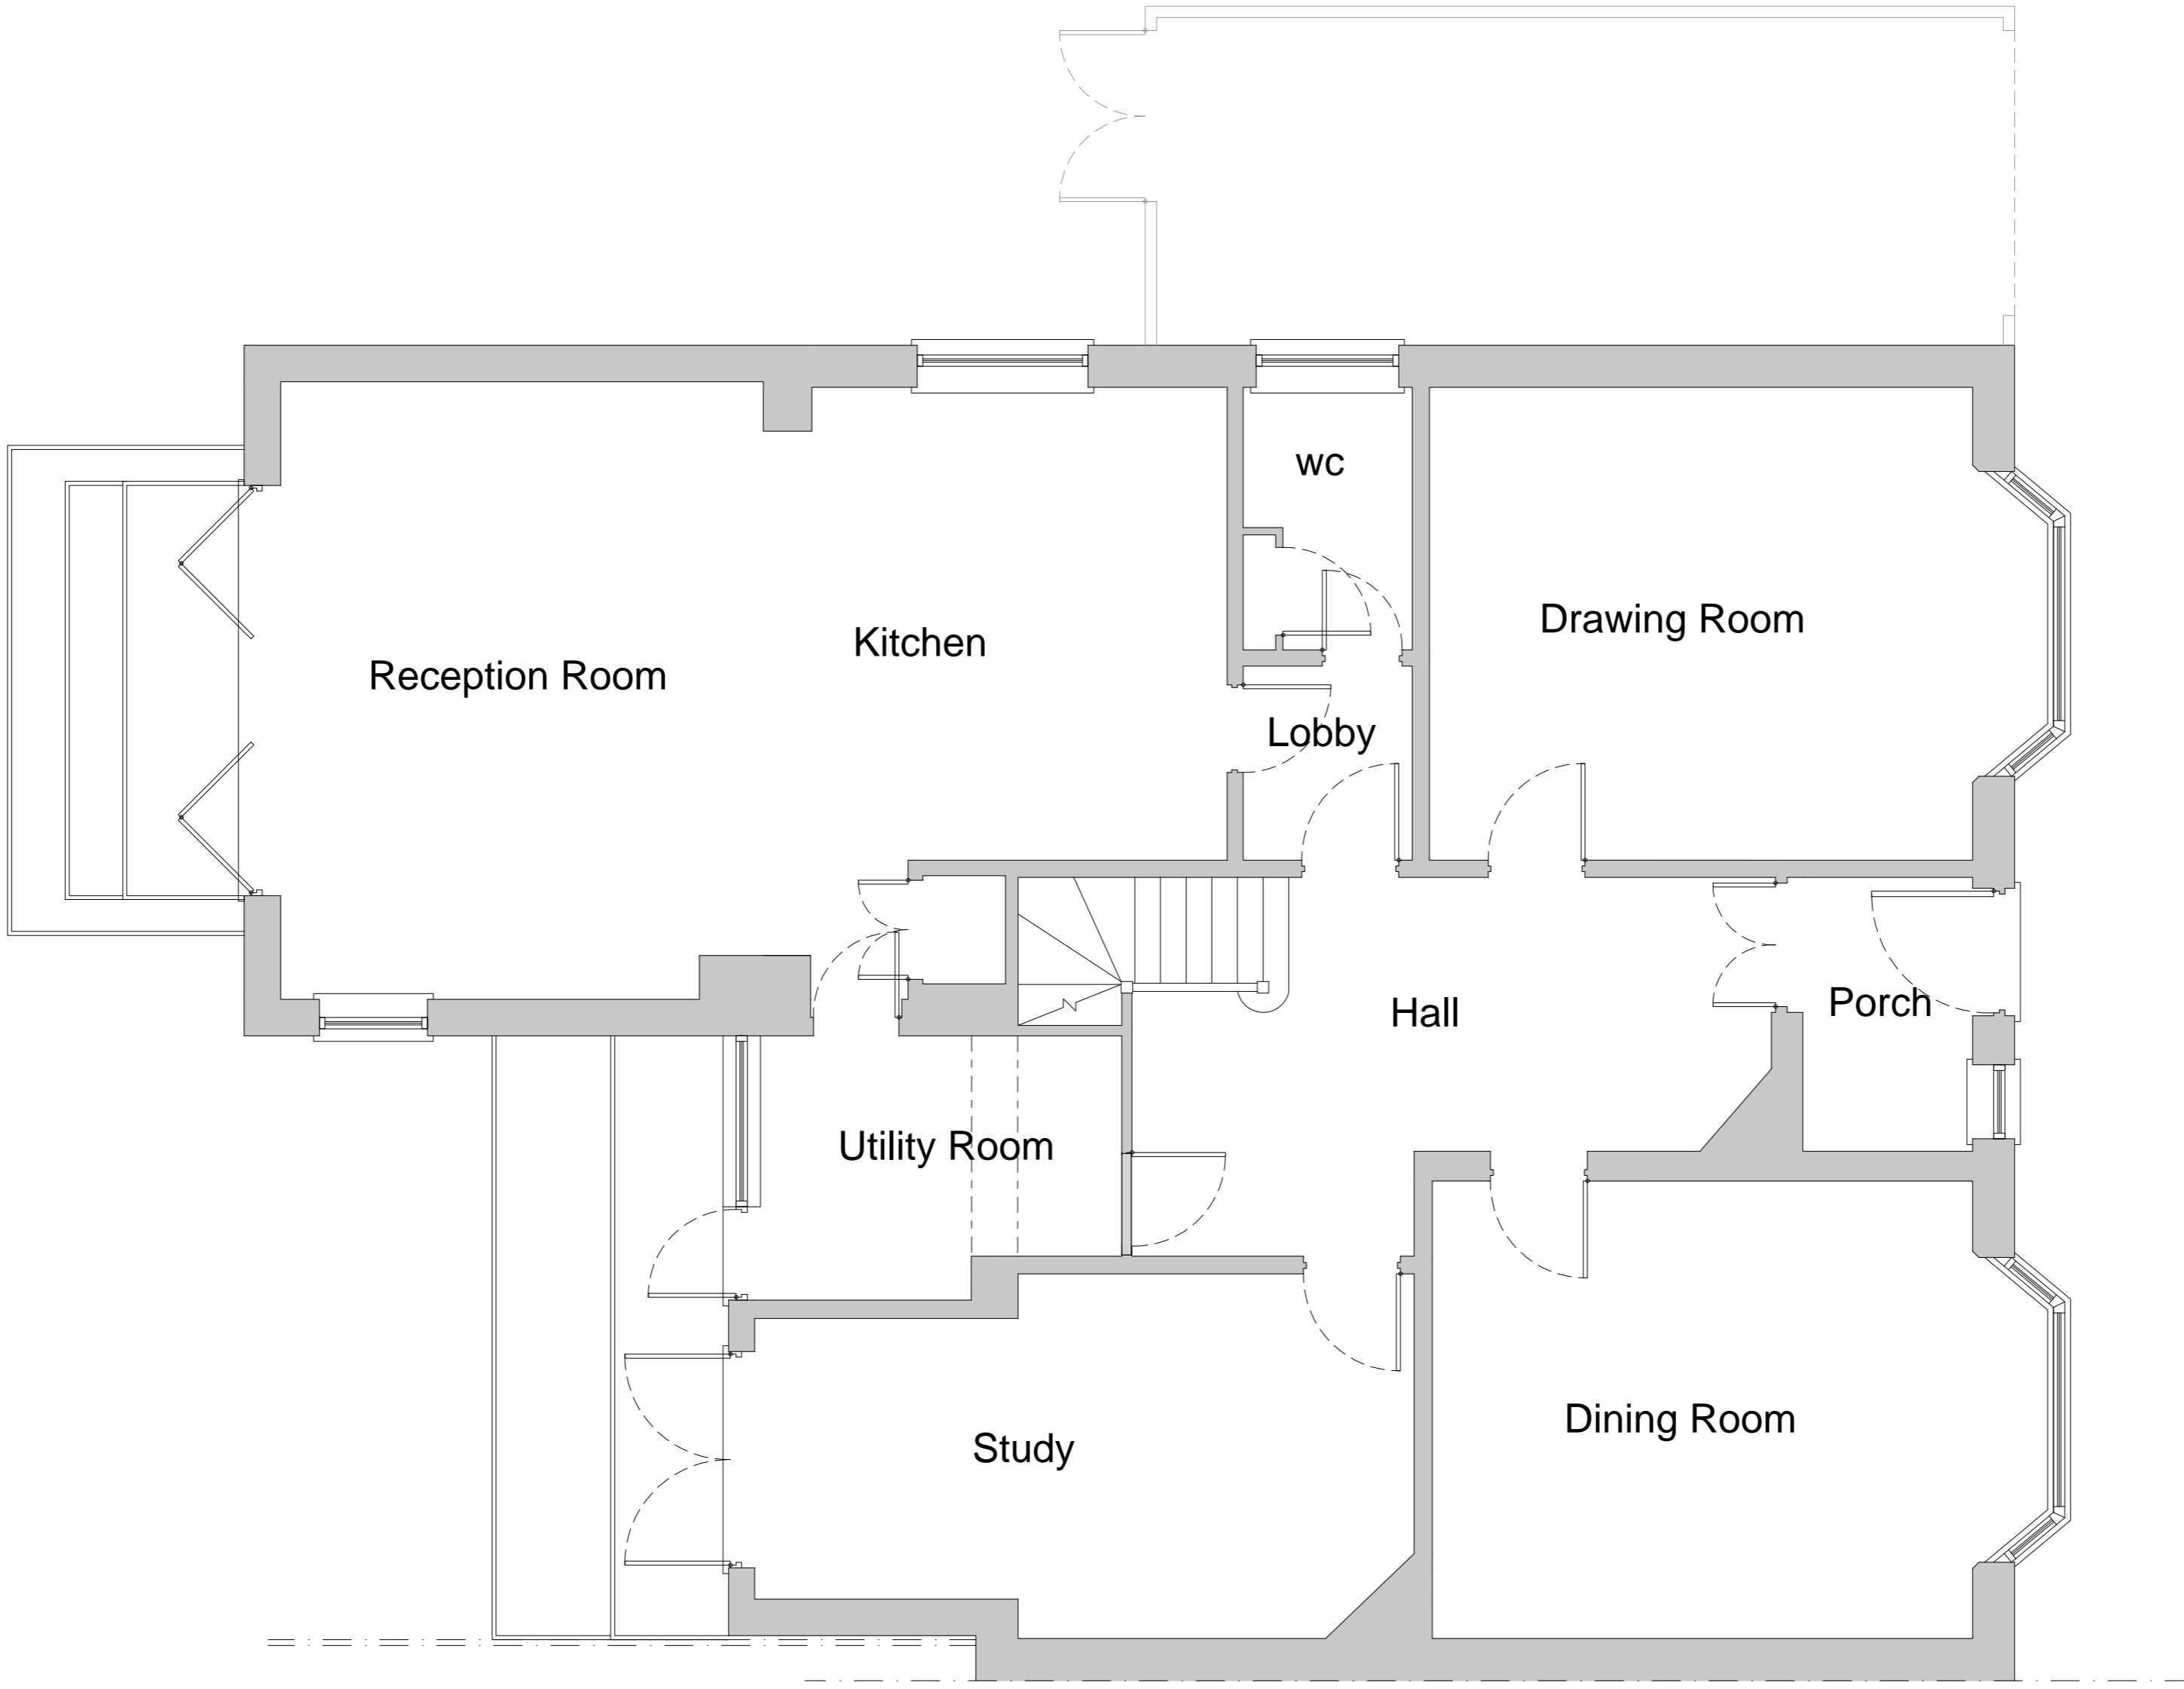 wc
Drawing Room
Kitchen
Reception Room
Lobby
Hall
Porch
Utility Room
Dining Room
Study